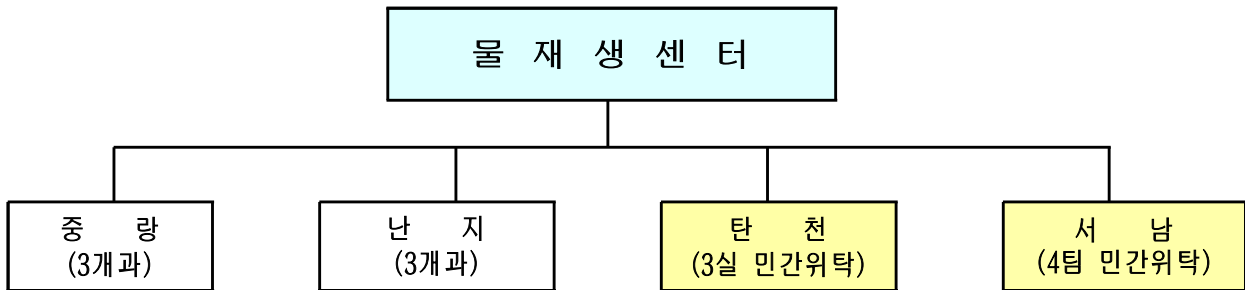 물 재 생 센 터
중 랑
(3개과)
난 지
(3개과)
탄 천
(3실 민간위탁)
서 남
(4팀 민간위탁)